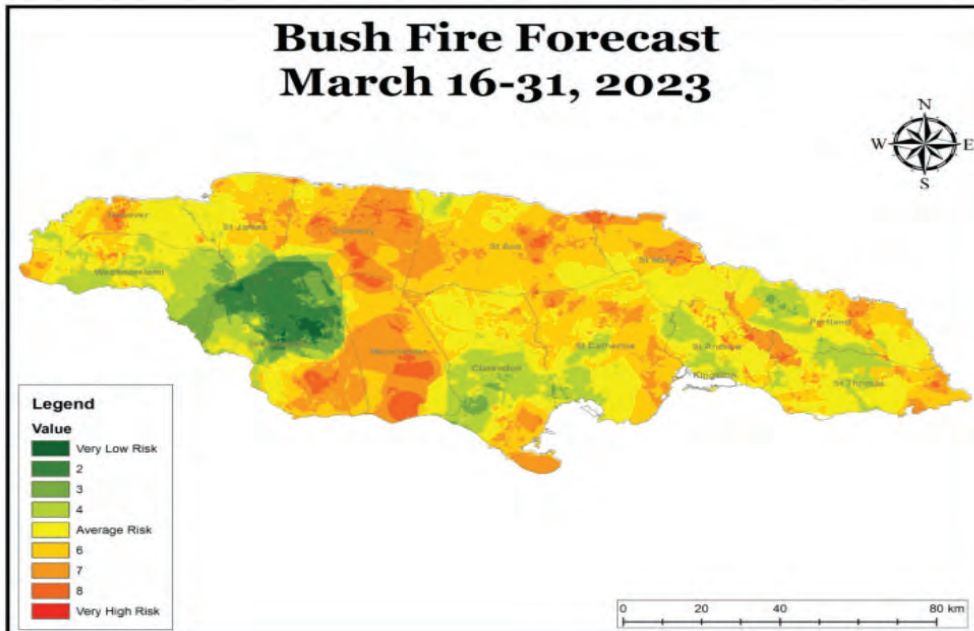 Bush Fire Forecast
March 16-31, 2023
N
W E
S
Hanover
St James
Trelawny
St Ann
St Mary
Westmoreland
Portland
Manchester
St Catherine
St Andrew
Clarendon
Kingston
St Thomas
Legend
Value
Very Low Risk
2
3
4
Average Risk
6
7
8
Very High Risk
0 20 40 80 km